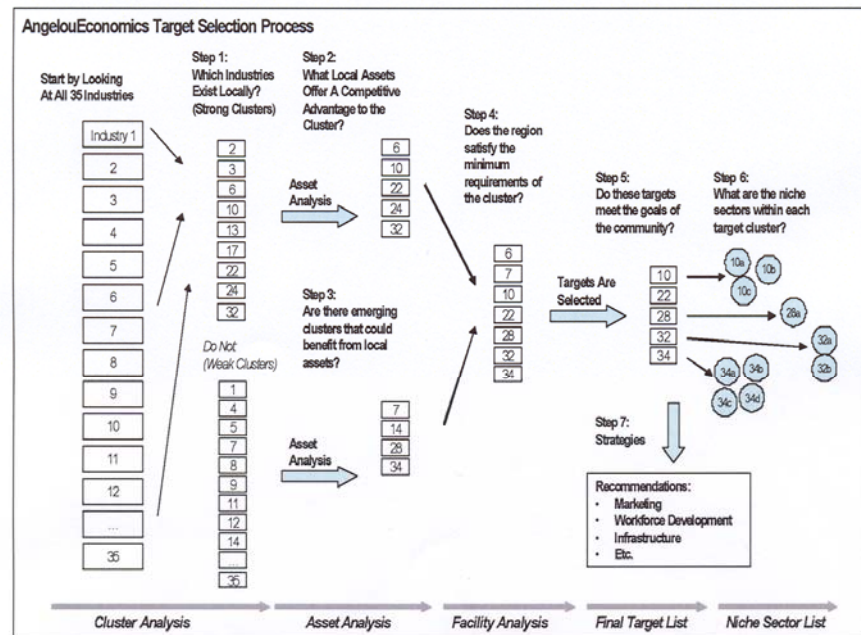 AngelouEconomics Target Selection Process
Start by Looking
At All 35 Industries
Industry 1
2
3
4
5
6
7
8
9
10
11
12
...
35
Step 1:
Which Industries
Exist Locally?
(Strong Clusters)
2
3
6
10
13
17
22
24
32
Do Not
(Weak Clusters)
1
4
5
7
8
9
11
12
14
...
35
Step 2:
What Local Assets
Offer A Competitive
Advantage to the
Cluster?
Asset
Analysis
6
10
22
24
32
Step 3:
Are there emerging
clusters that could
benefit from local
assets?
Asset
Analysis
7
14
28
34
Step 4:
Does the region
satisfy the
minimum
requirements of
the cluster?
6
7
10
22
28
32
34
Targets Are
Selected
Step 5:
Do these targets
meet the goals of
the community?
10
22
28
32
34
Step 6:
What are the niche
sectors within each
target cluster?
10a
10b
10c
28a
32a
32b
34a
34b
34c
34d
Step 7:
Strategies
Recommendations:
• Marketing
• Workforce Development
• Infrastructure
• Etc.
Cluster Analysis
Asset Analysis
Facility Analysis
Final Target List
Niche Sector List